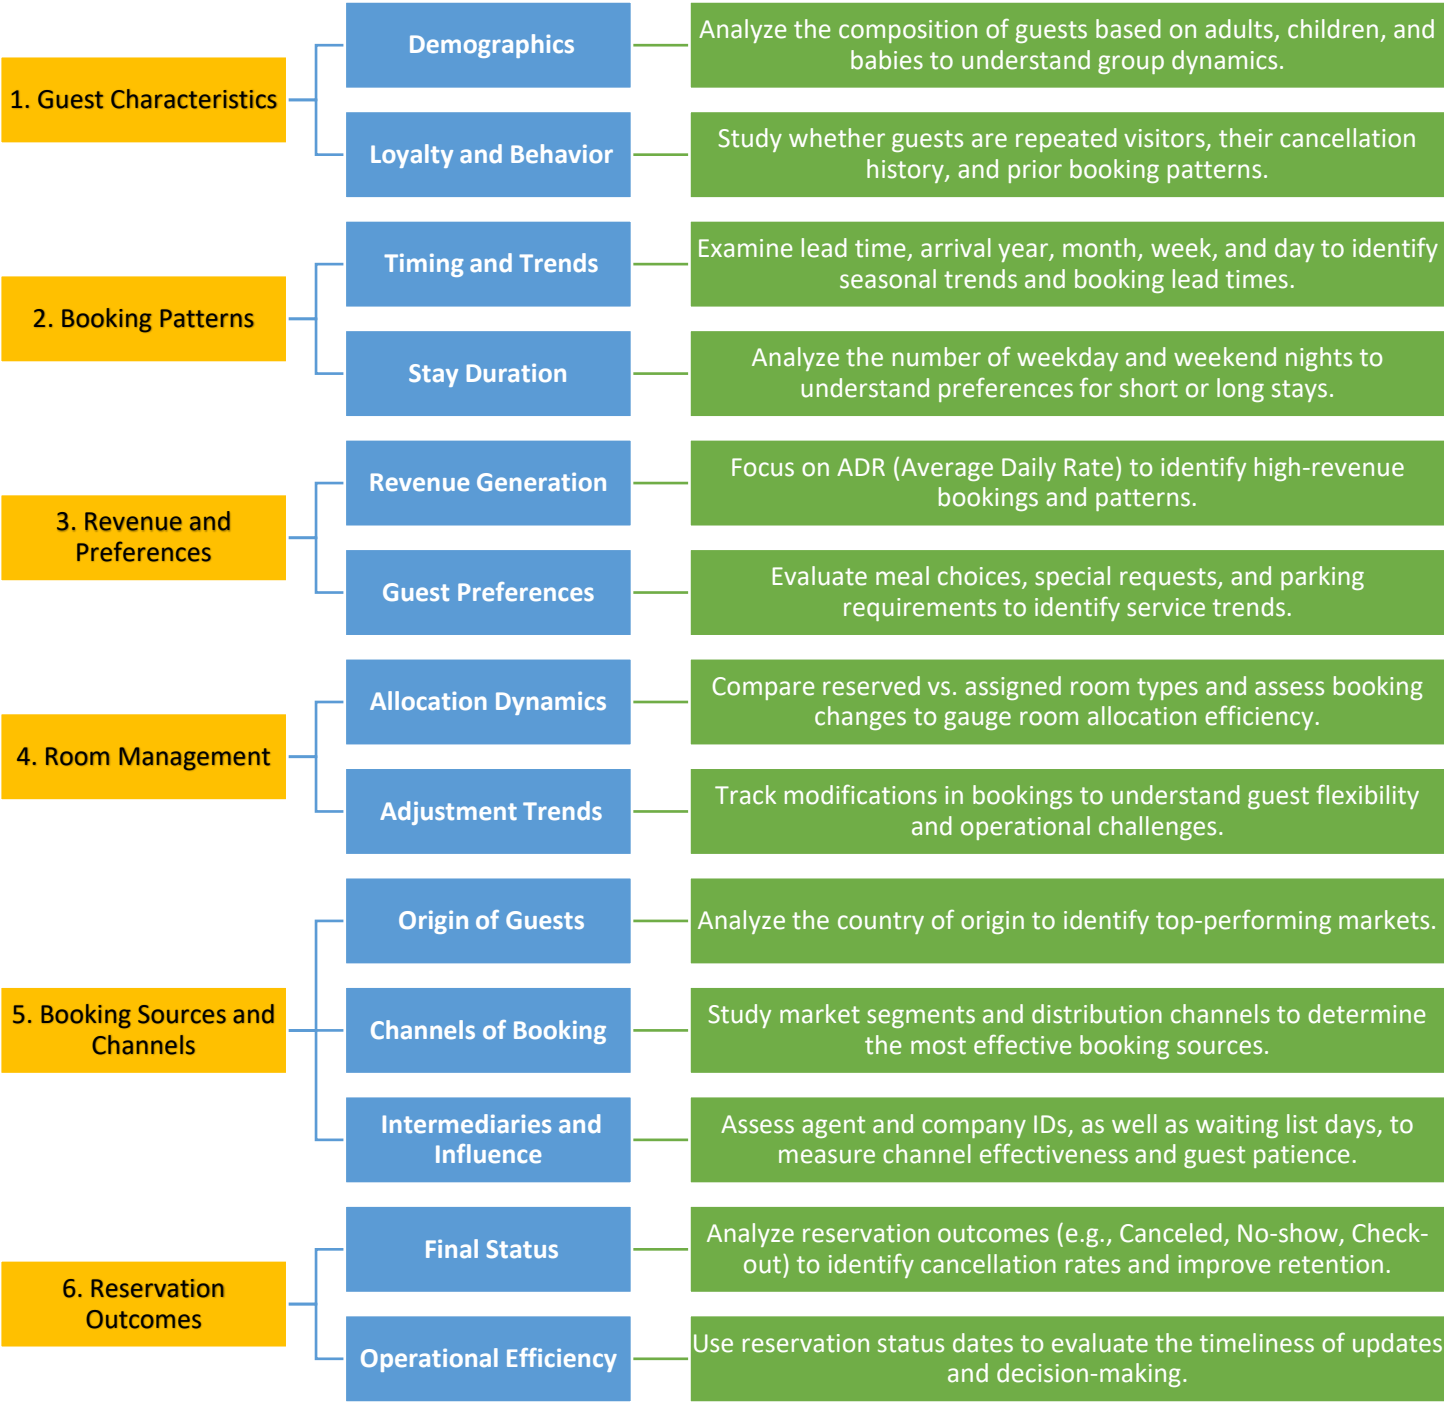 1. Guest Characteristics
Demographics
Analyze the composition of guests based on adults, children, and
babies to understand group dynamics.
Loyalty and Behavior
Study whether guests are repeated visitors, their cancellation
history, and prior booking patterns.
2. Booking Patterns
Timing and Trends
Examine lead time, arrival year, month, week, and day to identify
seasonal trends and booking lead times.
Stay Duration
Analyze the number of weekday and weekend nights to
understand preferences for short or long stays.
3. Revenue and
Preferences
Revenue Generation
Focus on ADR (Average Daily Rate) to identify high-revenue
bookings and patterns.
Guest Preferences
Evaluate meal choices, special requests, and parking
requirements to identify service trends.
4. Room Management
Allocation Dynamics
Compare reserved vs. assigned room types and assess booking
changes to gauge room allocation efficiency.
Adjustment Trends
Track modifications in bookings to understand guest flexibility
and operational challenges.
5. Booking Sources and
Channels
Origin of Guests
Analyze the country of origin to identify top-performing markets.
Channels of Booking
Study market segments and distribution channels to determine
the most effective booking sources.
Intermediaries and
Influence
Assess agent and company IDs, as well as waiting list days, to
measure channel effectiveness and guest patience.
6. Reservation
Outcomes
Final Status
Analyze reservation outcomes (e.g., Canceled, No-show, Check-
out) to identify cancellation rates and improve retention.
Operational Efficiency
Use reservation status dates to evaluate the timeliness of updates
and decision-making.